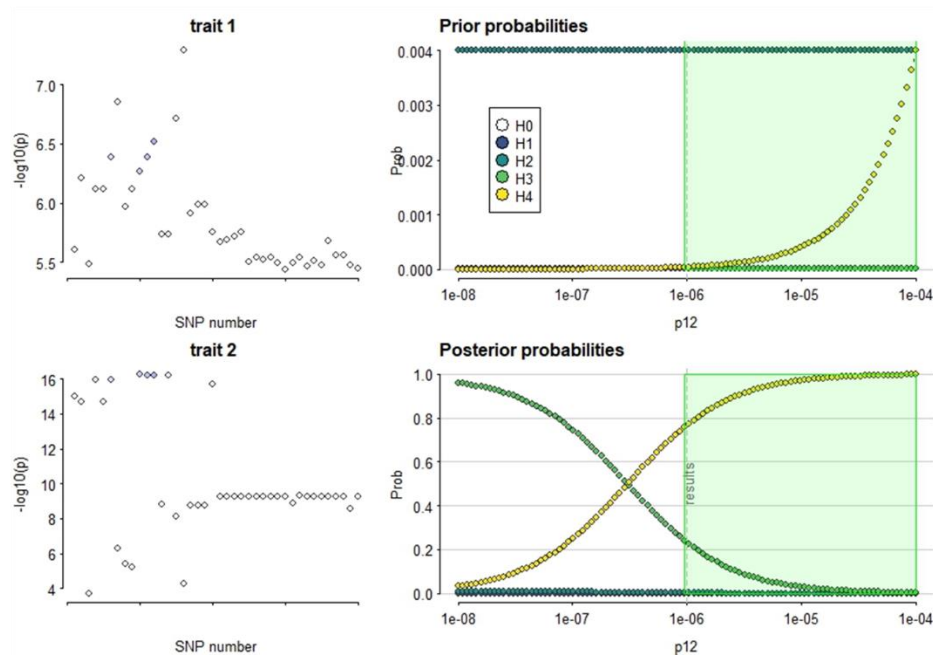 trait 1
-log10(p)
7.0
6.5
6.0
5.5
SNP number
Prior probabilities
Prob
0.004
0.003
0.002
0.001
0.000
H0
H1
H2
H3
H4
1e-08
1e-07
1e-06
1e-05
1e-04
p12
trait 2
-log10(p)
16
14
12
10
8
6
4
SNP number
Posterior probabilities
Prob
1.0
0.8
0.6
0.4
0.2
0.0
results
1e-08
1e-07
1e-06
1e-05
1e-04
p12